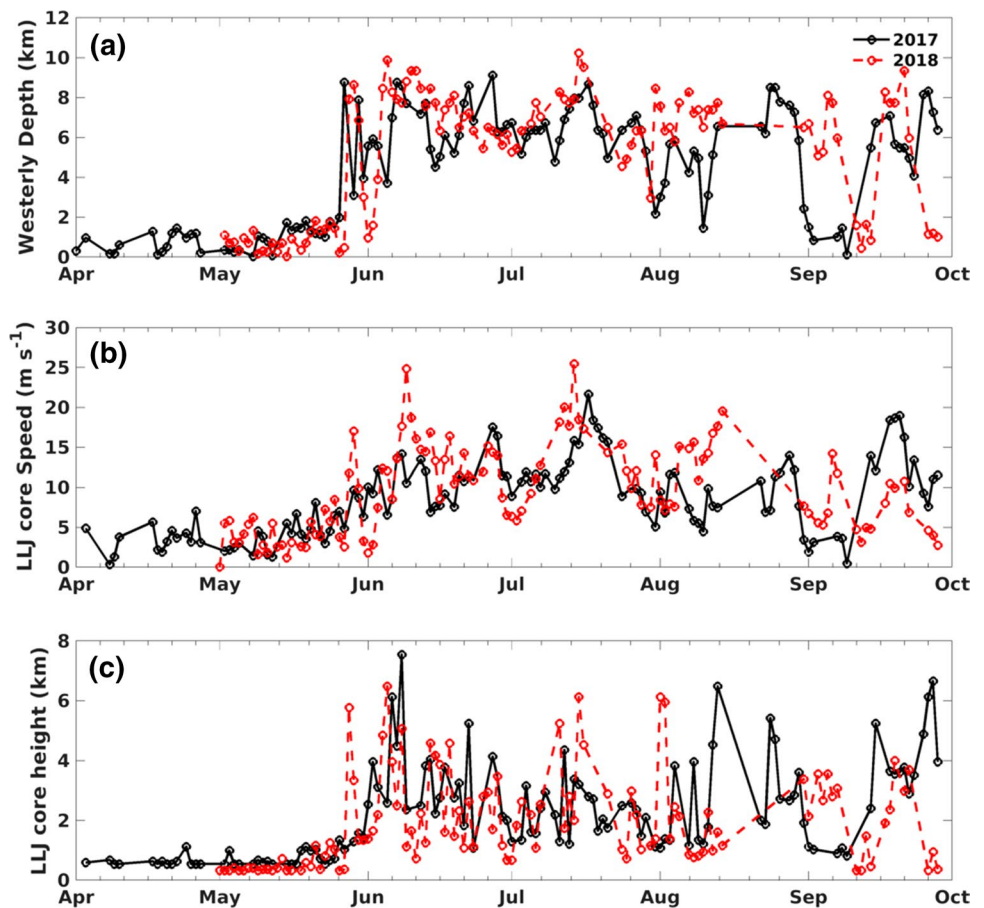 (a)
Westerly Depth (km)
12
10
8
6
4
2
0
2017
2018
Apr May Jun Jul Aug Sep Oct
(b)
LLJ core Speed (m s⁻¹)
30
25
20
15
10
5
0
Apr May Jun Jul Aug Sep Oct
(c)
LLJ core height (km)
8
6
4
2
0
Apr May Jun Jul Aug Sep Oct